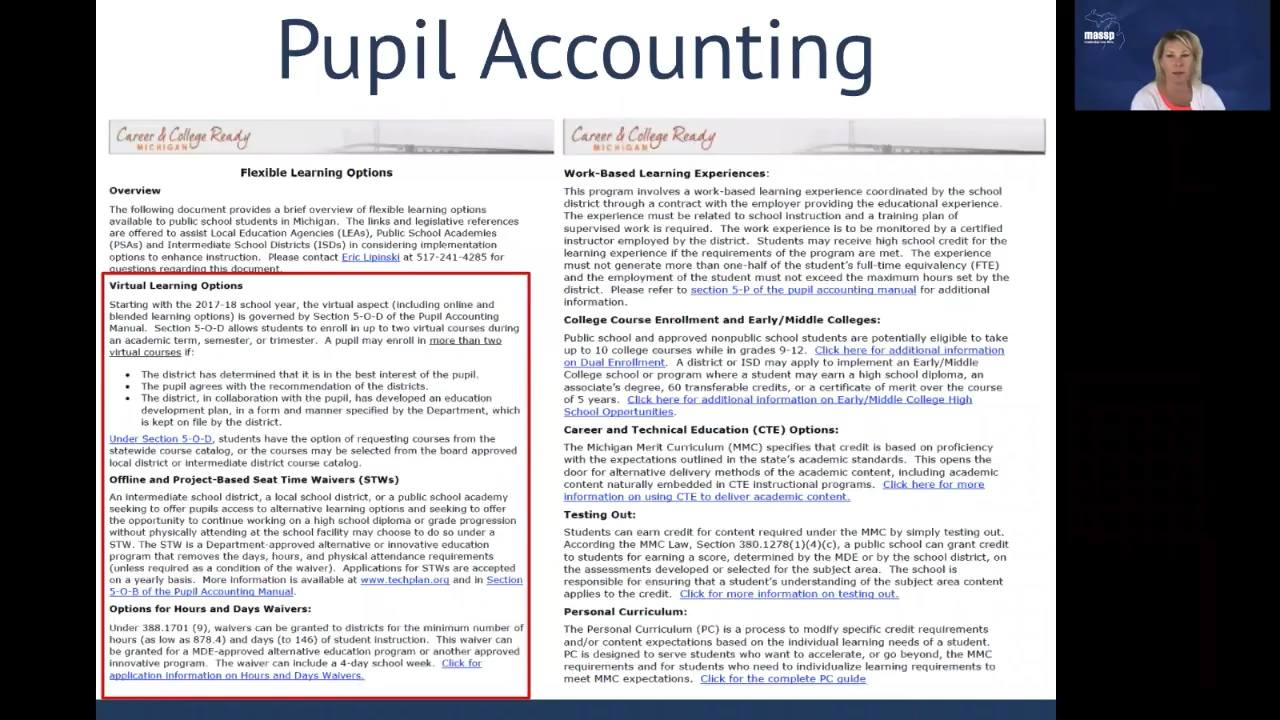 Pupil Accounting
massp
Career & College Ready
MICHIGAN
Flexible Learning Options
Overview
The following document provides a brief overview of flexible learning options
available to public school students in Michigan. The links and legislative references
are offered to assist Local Education Agencies (LEAs), Public School Academies
(PSAs) and Intermediate School Districts (ISDs) in considering implementation
options to enhance instruction. Please contact Eric Lipinski at 517-241-4285 for
questions regarding this document.
Virtual Learning Options
Starting with the 2017-18 school year, the virtual aspect (including online and
blended learning options) is governed by Section 5-O-D of the Pupil Accounting
Manual. Section 5-O-D allows students to enroll in up to two virtual courses during
an academic term, semester, or trimester. A pupil may enroll in more than two
virtual courses if:
• The district has determined that it is in the best interest of the pupil.
• The pupil agrees with the recommendation of the districts.
• The district, in collaboration with the pupil, has developed an education
development plan, in a form and manner specified by the Department, which
is kept on file by the district.
Under Section 5-O-D, students have the option of requesting courses from the
statewide course catalog, or the courses may be selected from the board approved
local district or intermediate district course catalog.
Offline and Project-Based Seat Time Waivers (STWs)
An intermediate school district, a local school district, or a public school academy
seeking to offer pupils access to alternative learning options and seeking to offer
the opportunity to continue working on a high school diploma or grade progression
without physically attending at the school facility may choose to do so under a
STW. The STW is a Department-approved alternative or innovative education
program that removes the days, hours, and physical attendance requirements
(unless required as a condition of the waiver). Applications for STWs are accepted
on a yearly basis. More information is available at www.techplan.org and in Section
5-O-B of the Pupil Accounting Manual.
Options for Hours and Days Waivers:
Under 388.1701 (9), waivers can be granted to districts for the minimum number of
hours (as low as 878.4) and days (to 146) of student instruction. This waiver can
be granted for a MDE-approved alternative education program or another approved
innovative program. The waiver can include a 4-day school week. Click for
application information on Hours and Days Waivers.
Career & College Ready
MICHIGAN
Work-Based Learning Experiences:
This program involves a work-based learning experience coordinated by the school
district through a contract with the employer providing the educational experience.
The experience must be related to school instruction and a training plan of
supervised work is required. The work experience is to be monitored by a certified
instructor employed by the district. Students may receive high school credit for the
learning experience if the requirements of the program are met. The experience
must not generate more than one-half of the student's full-time equivalency (FTE)
and the employment of the student must not exceed the maximum hours set by the
district. Please refer to section 5-P of the pupil accounting manual for additional
information.
College Course Enrollment and Early/Middle Colleges:
Public school and approved nonpublic school students are potentially eligible to take
up to 10 college courses while in grades 9-12. Click here for additional information
on Dual Enrollment. A district or ISD may apply to implement an Early/Middle
College school or program where a student may earn a high school diploma, an
associate's degree, 60 transferable credits, or a certificate of merit over the course
of 5 years. Click here for additional information on Early/Middle College High
School Opportunities.
Career and Technical Education (CTE) Options:
The Michigan Merit Curriculum (MMC) specifies that credit is based on proficiency
with the expectations outlined in the state's academic standards. This opens the
door for alternative delivery methods of the academic content, including academic
content naturally embedded in CTE instructional programs. Click here for more
information on using CTE to deliver academic content.
Testing Out:
Students can earn credit for content required under the MMC by simply testing out.
According the MMC Law, Section 380.1278(1)(4)(c), a public school can grant credit
to students for earning a score, determined by the MDE or by the school district, on
the assessments developed or selected for the subject area. The school is
responsible for ensuring that a student's understanding of the subject area content
applies to the credit. Click for more information on testing out.
Personal Curriculum:
The Personal Curriculum (PC) is a process to modify specific credit requirements
and/or content expectations based on the individual learning needs of a student.
PC is designed to serve students who want to accelerate, or go beyond, the MMC
requirements and for students who need to individualize learning requirements to
meet MMC expectations. Click for the complete PC guide